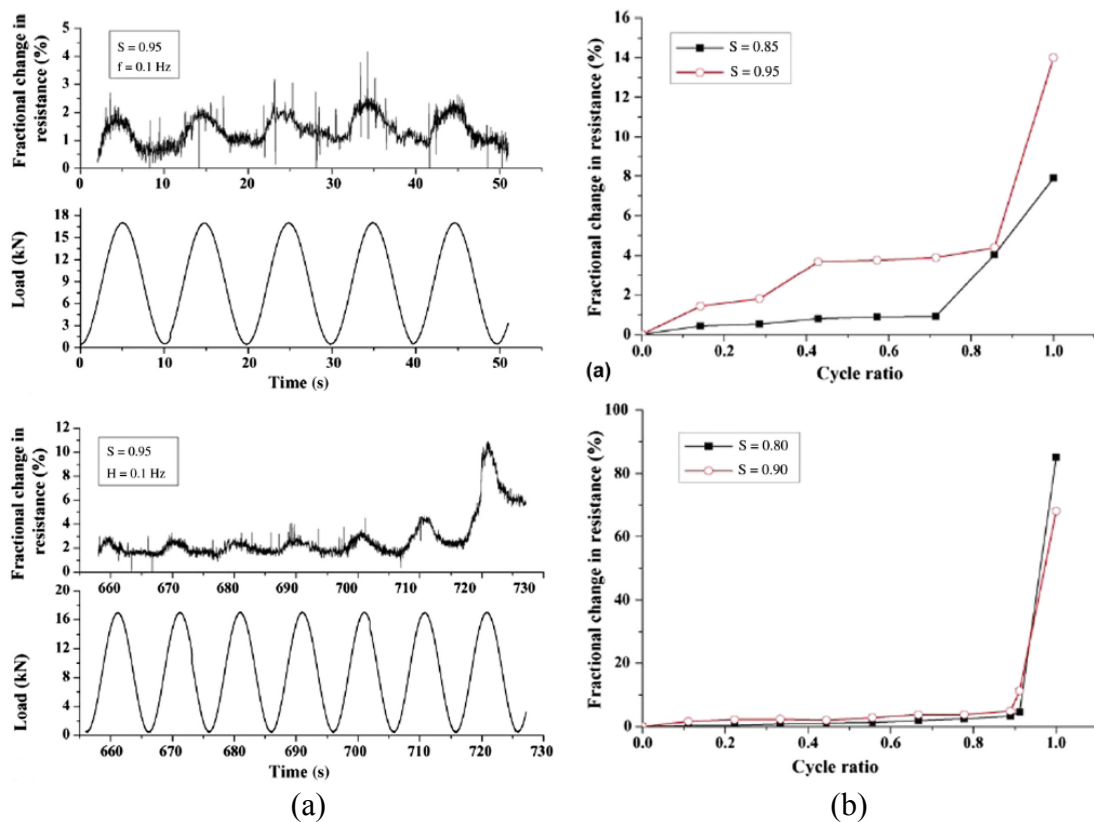 Fractional change in
resistance (%)
5
4
3
2
1
0
S = 0.95
f = 0.1 Hz
0 10 20 30 40 50
Load (kN)
18
15
12
9
6
3
0
0 10 20 30 40 50
Time (s)
Fractional change in resistance (%)
16
14
12
10
8
6
4
2
0
S = 0.85
S = 0.95
0.0 0.2 0.4 0.6 0.8 1.0
(a) Cycle ratio
Fractional change in
resistance (%)
12
10
8
6
4
2
0
S = 0.95
H = 0.1 Hz
660 670 680 690 700 710 720 730
Load (kN)
20
16
12
8
4
0
660 670 680 690 700 710 720 730
Time (s)
Fractional change in resistance (%)
100
80
60
40
20
0
S = 0.80
S = 0.90
0.0 0.2 0.4 0.6 0.8 1.0
Cycle ratio
(a) (b)